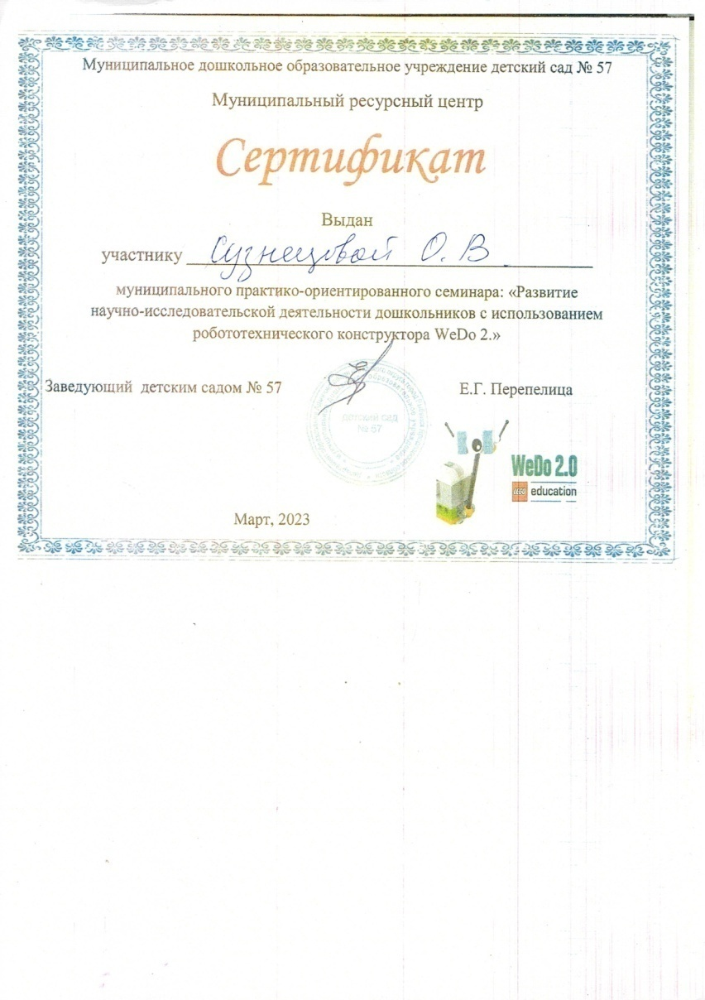 Муниципальное дошкольное образовательное учреждение детский сад № 57
Муниципальный ресурсный центр
Сертификат
Выдан
участнику Сузнецовой О. В
муниципального практико-ориентированного семинара: «Развитие
научно-исследовательской деятельности дошкольников с использованием
робототехнического конструктора WeDo 2.»
Заведующий детским садом № 57 Е.Г. Перепелица
детский сад
№ 57
WeDo 2.0
LEGO education
Март, 2023